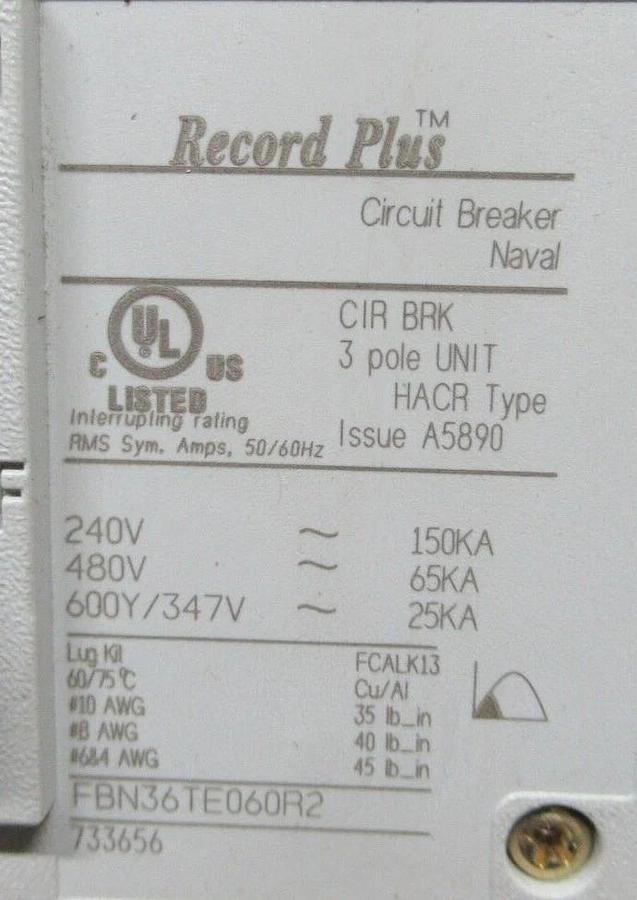 Record Plus™
Circuit Breaker
Naval
UL
C US
LISTED
CIR BRK
3 pole UNIT
HACR Type
Issue A5890
Interrupting rating
RMS Sym. Amps, 50/60Hz
240V ~ 150KA
480V ~ 65KA
600Y/347V ~ 25KA
Lug Kit FCALK13
60/75°C Cu/Al
#10 AWG 35 lb_in
#8 AWG 40 lb_in
#6&4 AWG 45 lb_in
FBN36TE060R2
733656